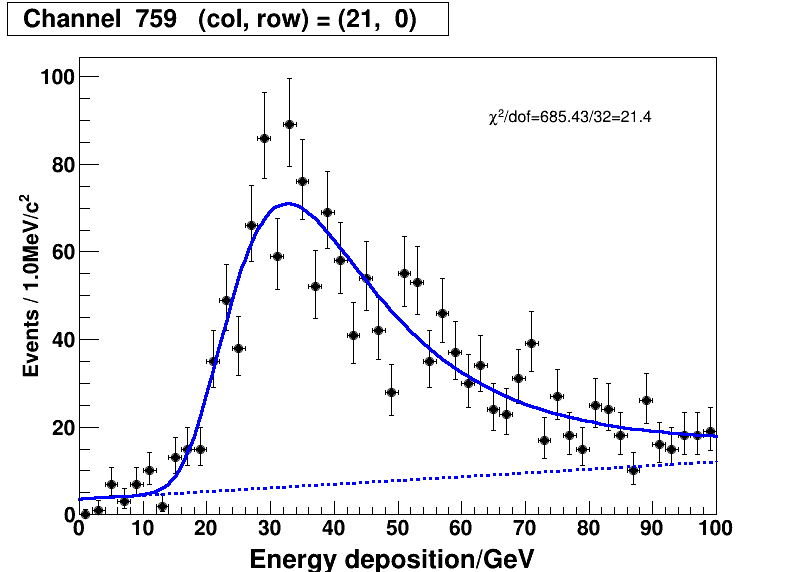 Channel 759 (col, row) = (21, 0)
χ²/dof=685.43/32=21.4
Events / 1.0MeV/c²
100
80
60
40
20
0
0 10 20 30 40 50 60 70 80 90 100
Energy deposition/GeV